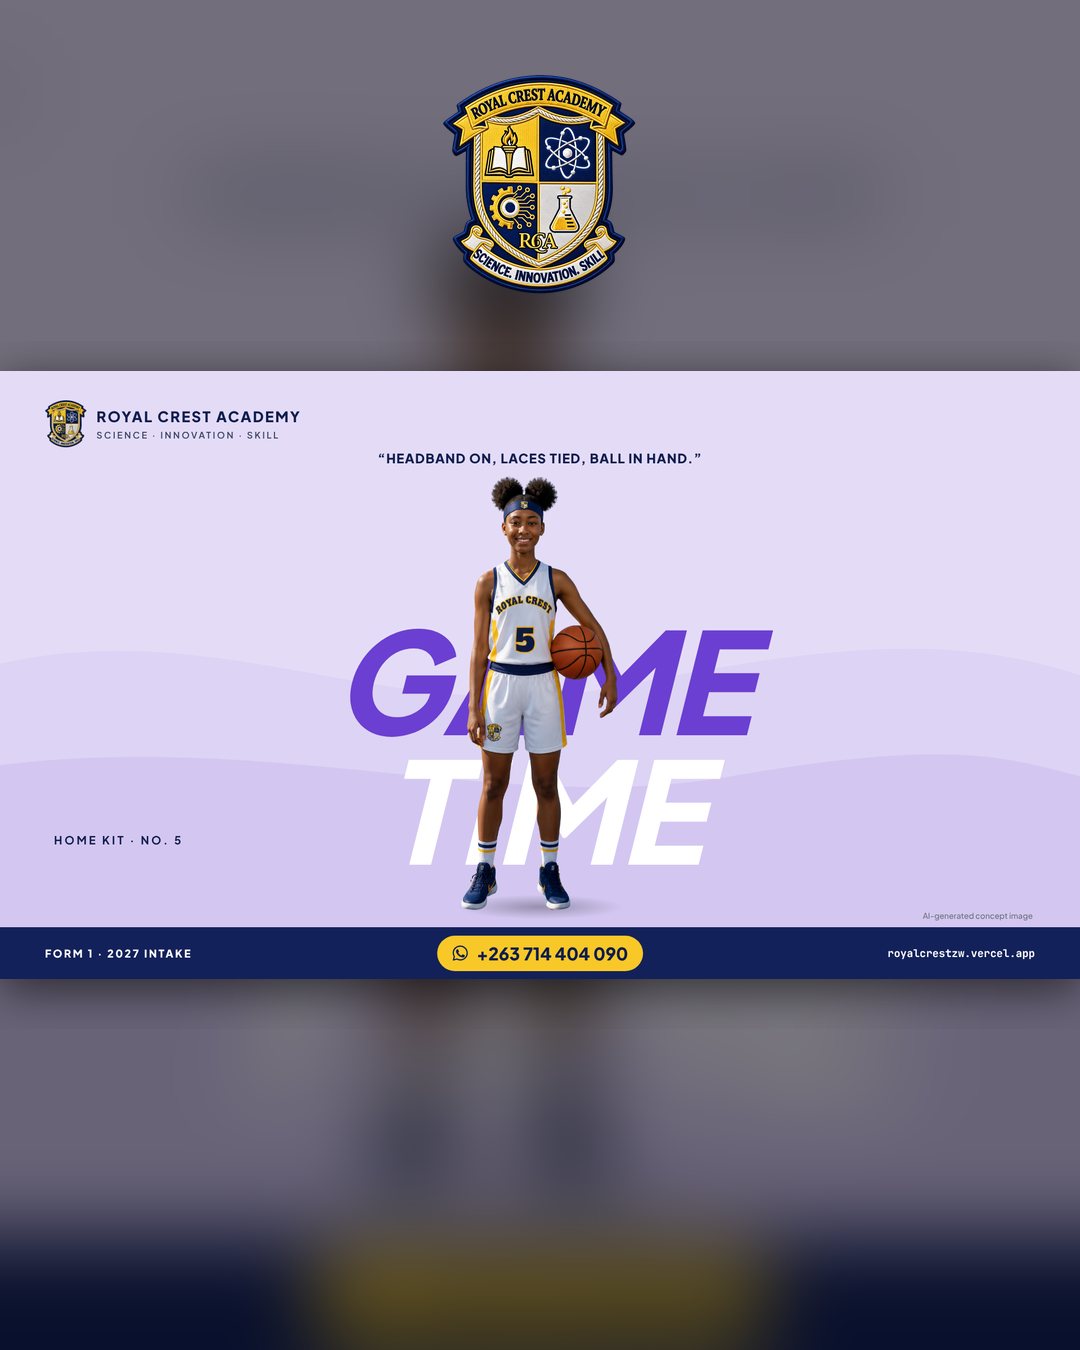 ROYAL CREST ACADEMY
RCA
SCIENCE. INNOVATION. SKILL
ROYAL CREST ACADEMY
SCIENCE · INNOVATION · SKILL
“HEADBAND ON, LACES TIED, BALL IN HAND.”
ROYAL CREST
5
GAME
TIME
HOME KIT · NO. 5
AI-generated concept image
FORM 1 · 2027 INTAKE
+263 714 404 090
royalcrestzw.vercel.app